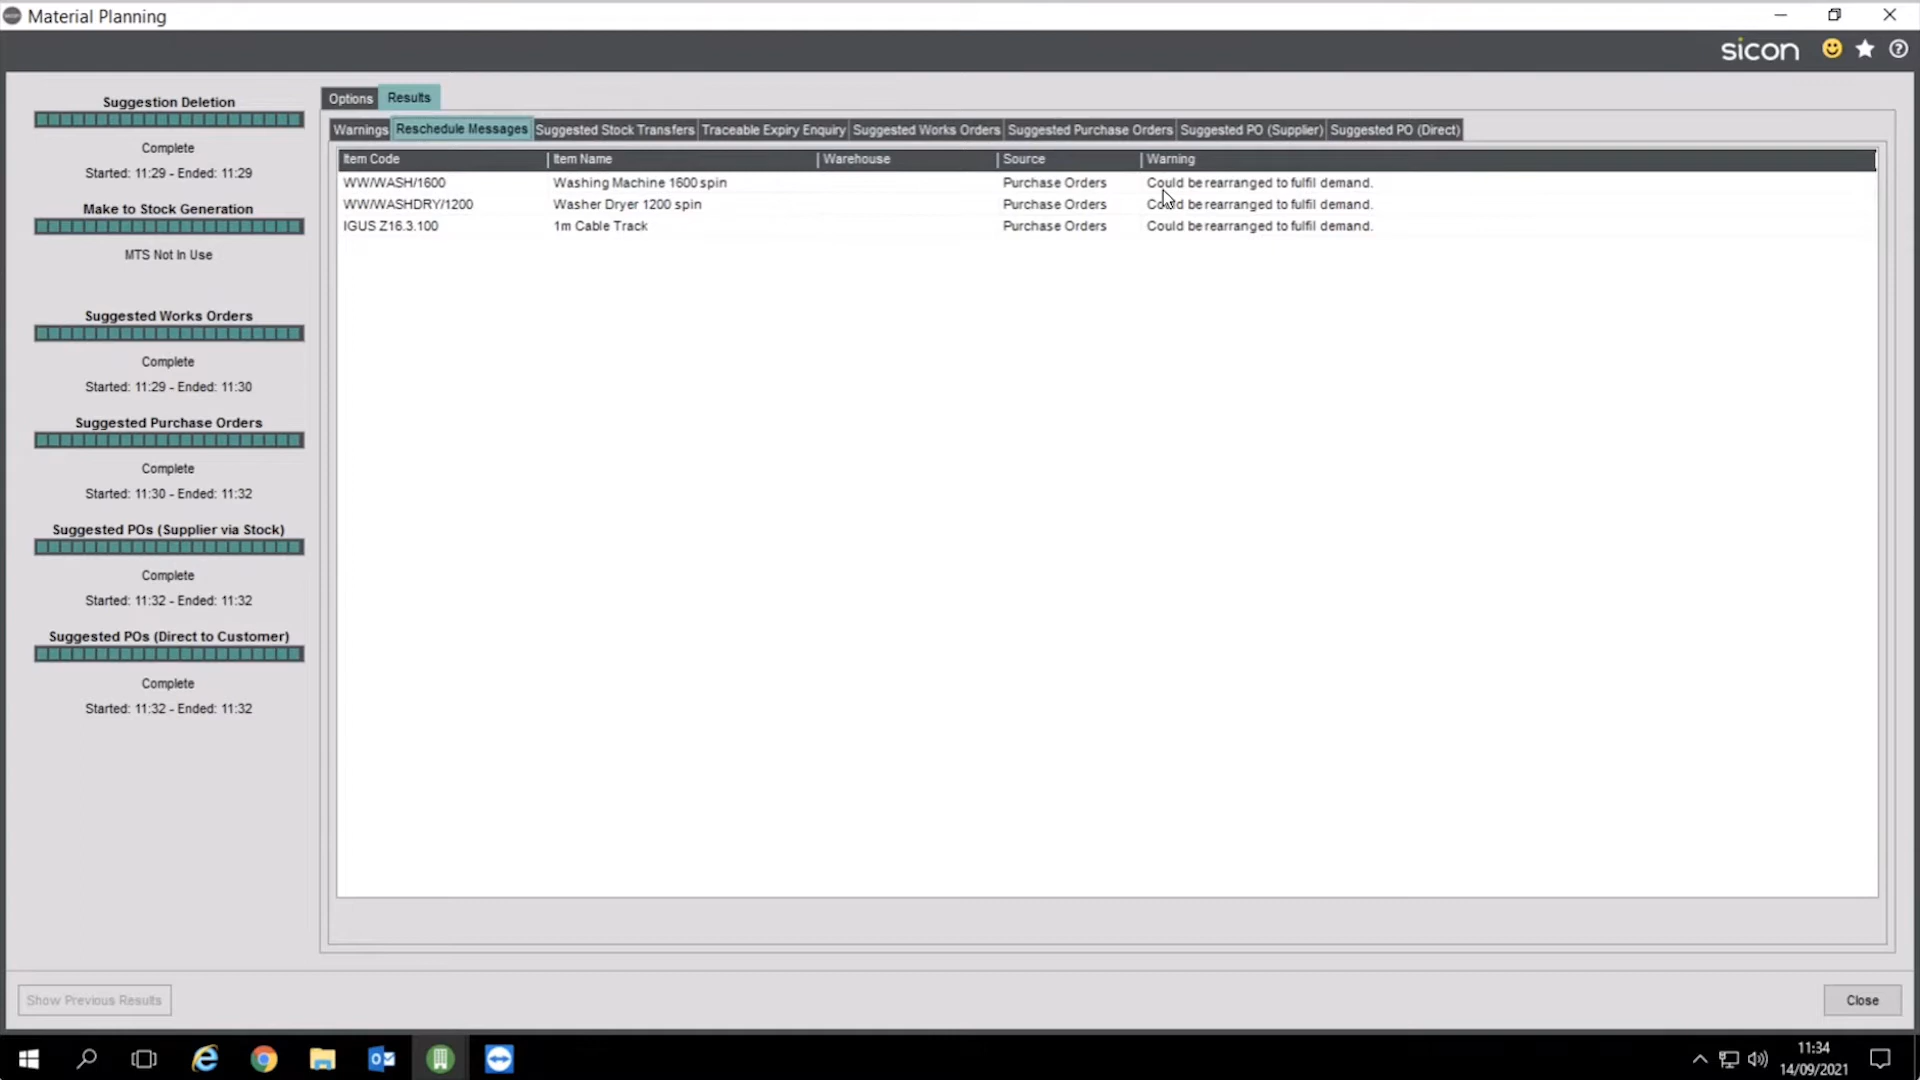 Material Planning
sicon
Suggestion Deletion
Complete
Started: 11:29 - Ended: 11:29
Make to Stock Generation
MTS Not In Use
Suggested Works Orders
Complete
Started: 11:29 - Ended: 11:30
Suggested Purchase Orders
Complete
Started: 11:30 - Ended: 11:32
Suggested POs (Supplier via Stock)
Complete
Started: 11:32 - Ended: 11:32
Suggested POs (Direct to Customer)
Complete
Started: 11:32 - Ended: 11:32
Options Results
Warnings Reschedule Messages Suggested Stock Transfers Traceable Expiry Enquiry Suggested Works Orders Suggested Purchase Orders Suggested PO (Supplier) Suggested PO (Direct)
Item Code Item Name Warehouse Source Warning
WW/WASH/1600 Washing Machine 1600 spin Purchase Orders Could be rearranged to fulfil demand.
WW/WASHDRY/1200 Washer Dryer 1200 spin Purchase Orders Could be rearranged to fulfil demand.
IGUS Z16.3.100 1m Cable Track Purchase Orders Could be rearranged to fulfil demand.
Show Previous Results
Close
11:34
14/09/2021